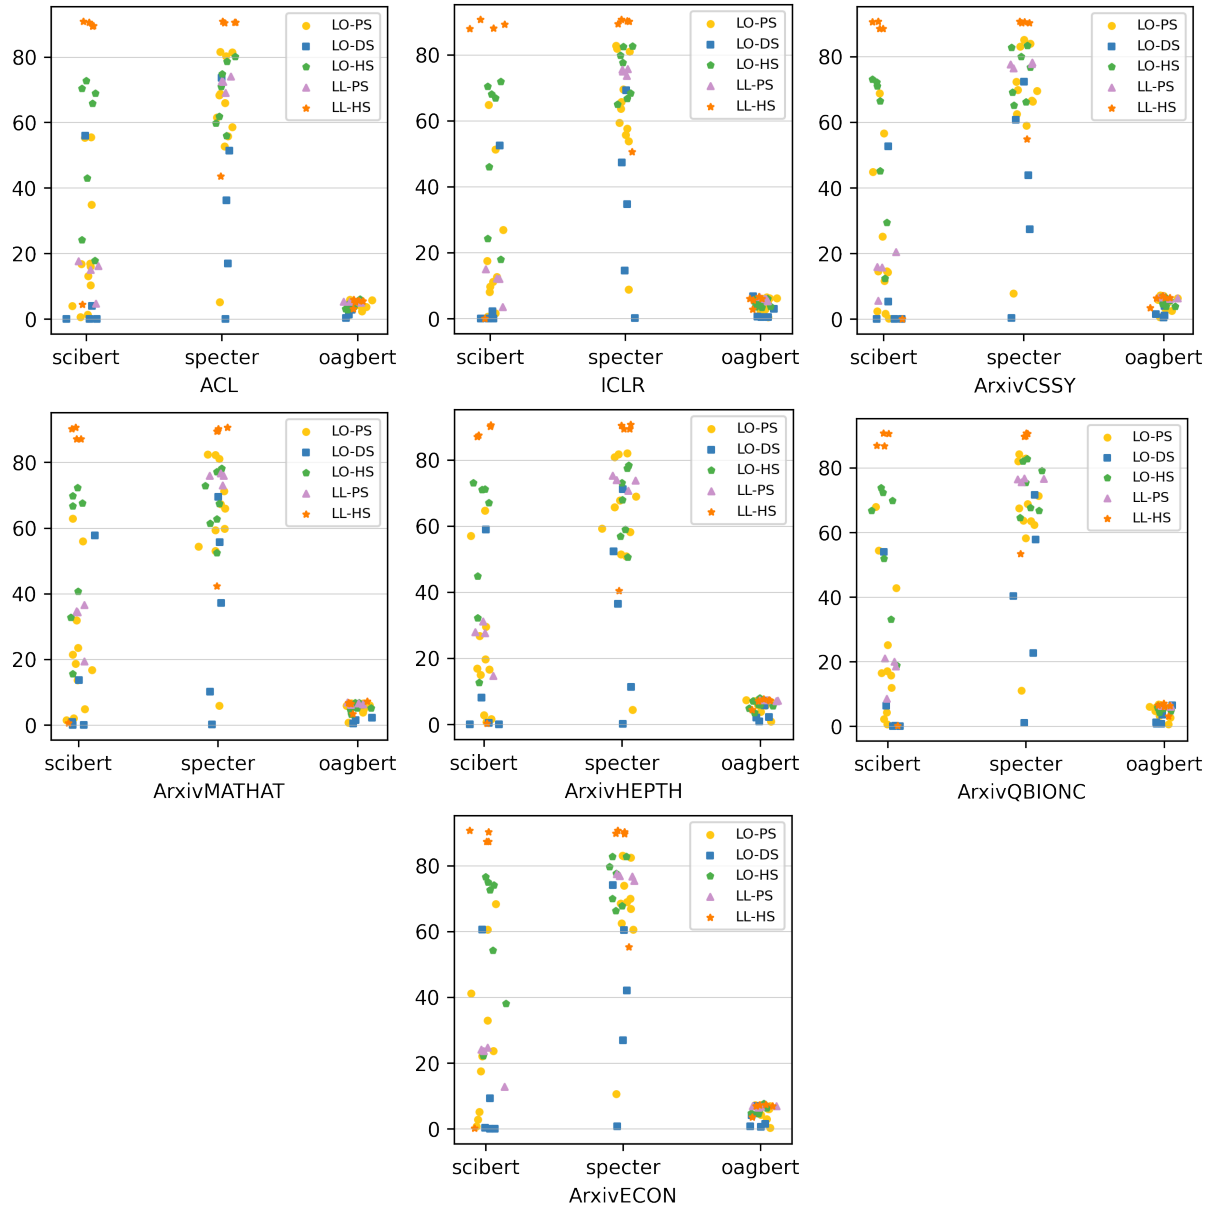 80
60
40
20
0
LO-PS
LO-DS
LO-HS
LL-PS
LL-HS
scibert specter oagbert
ACL
80
60
40
20
0
LO-PS
LO-DS
LO-HS
LL-PS
LL-HS
scibert specter oagbert
ICLR
80
60
40
20
0
LO-PS
LO-DS
LO-HS
LL-PS
LL-HS
scibert specter oagbert
ArxivCSSY
80
60
40
20
0
LO-PS
LO-DS
LO-HS
LL-PS
LL-HS
scibert specter oagbert
ArxivMATHAT
80
60
40
20
0
LO-PS
LO-DS
LO-HS
LL-PS
LL-HS
scibert specter oagbert
ArxivHEPTH
80
60
40
20
0
LO-PS
LO-DS
LO-HS
LL-PS
LL-HS
scibert specter oagbert
ArxivQBIONC
80
60
40
20
0
LO-PS
LO-DS
LO-HS
LL-PS
LL-HS
scibert specter oagbert
ArxivECON